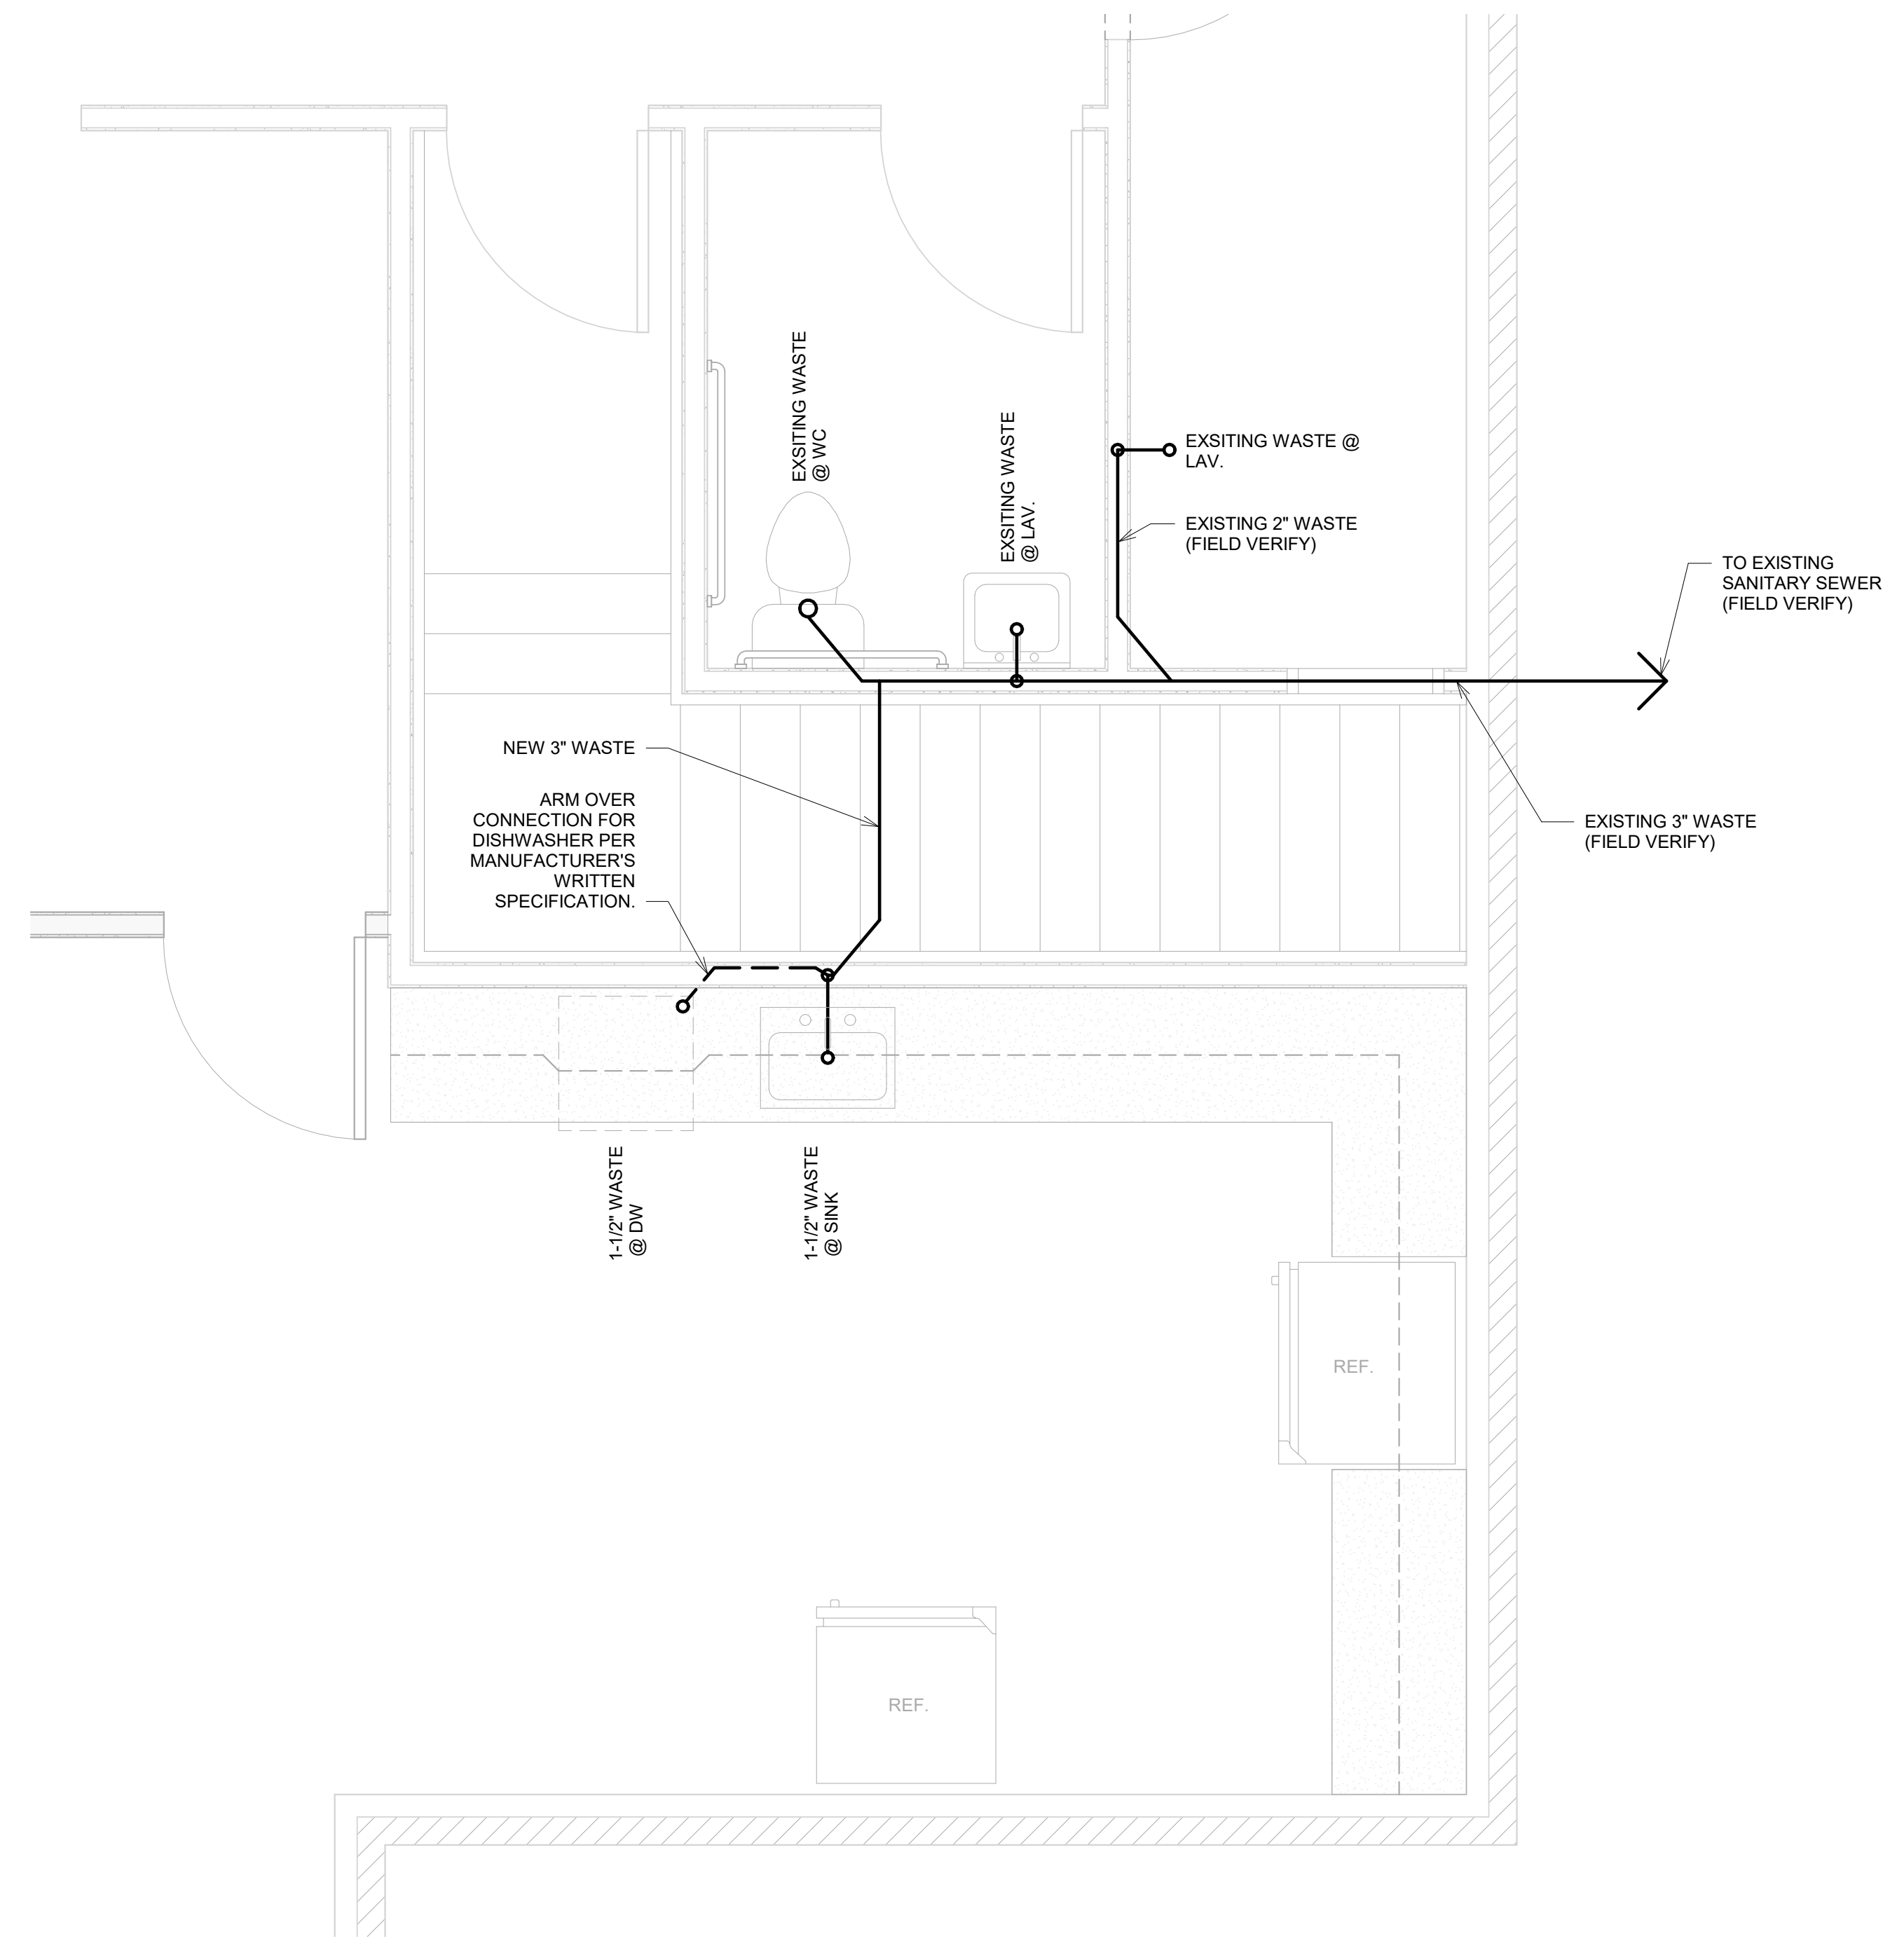 EXSITING WASTE
@ WC
EXSITING WASTE
@ LAV.
EXSITING WASTE @
LAV.
EXISTING 2" WASTE
(FIELD VERIFY)
TO EXISTING
SANITARY SEWER
(FIELD VERIFY)
NEW 3" WASTE
ARM OVER
CONNECTION FOR
DISHWASHER PER
MANUFACTURER'S
WRITTEN
SPECIFICATION.
EXISTING 3" WASTE
(FIELD VERIFY)
1-1/2" WASTE
@ DW
1-1/2" WASTE
@ SINK
REF.
REF.